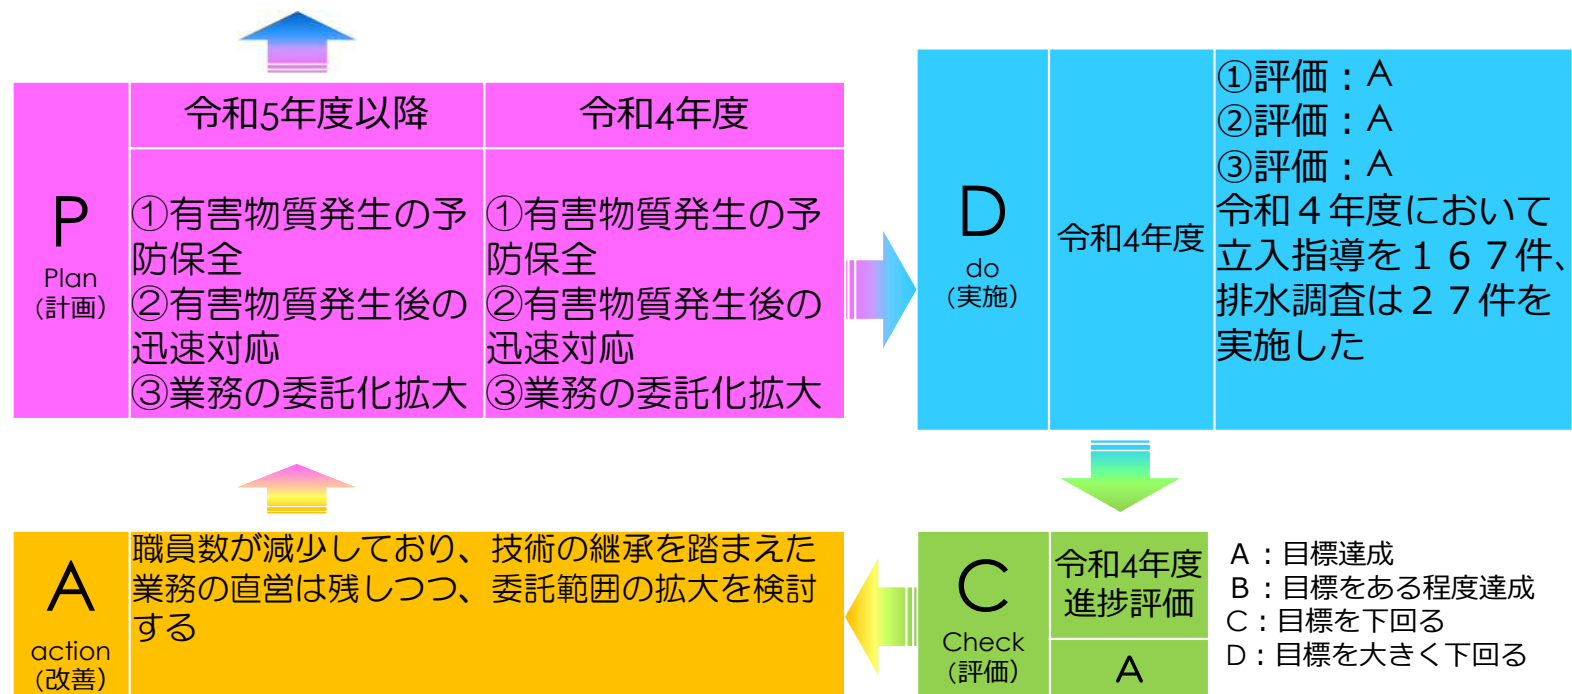 P
Plan
（計画）
令和5年度以降
①有害物質発生の予
防保全
②有害物質発生後の
迅速対応
③業務の委託化拡大
令和4年度
①有害物質発生の予
防保全
②有害物質発生後の
迅速対応
③業務の委託化拡大
D
do
（実施）
令和4年度
①評価：A
②評価：A
③評価：A
令和４年度において
立入指導を１６７件、
排水調査は２７件を
実施した
C
Check
（評価）
令和4年度
進捗評価
A
A：目標達成
B：目標をある程度達成
C：目標を下回る
D：目標を大きく下回る
A
action
（改善）
職員数が減少しており、技術の継承を踏まえた
業務の直営は残しつつ、委託範囲の拡大を検討
する